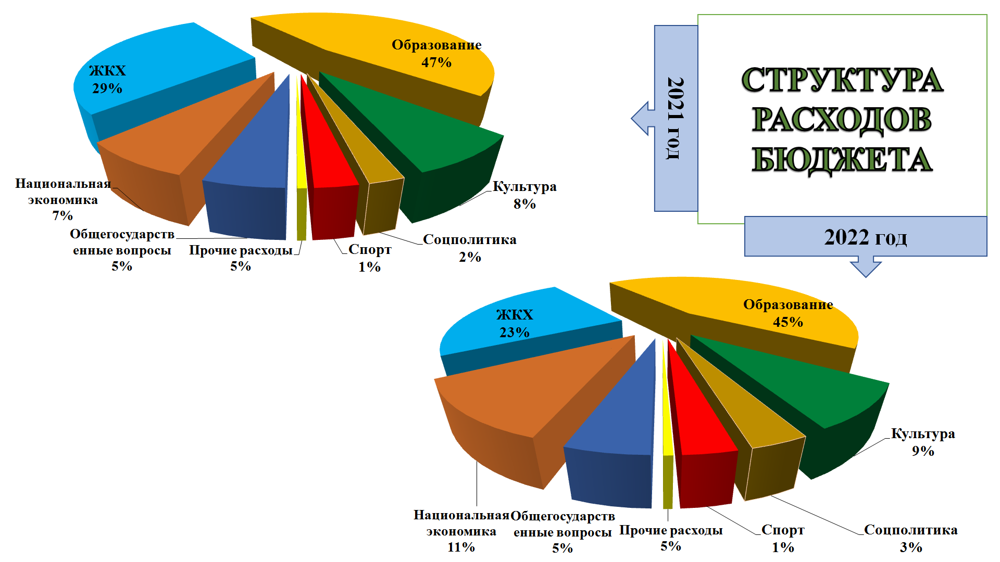 СТРУКТУРА
РАСХОДОВ
БЮДЖЕТА
2021 год
Образование
47%
ЖКХ
29%
Национальная
экономика
7%
Общегосударств
енные вопросы
5%
Прочие расходы
5%
Спорт
1%
Соцполитика
2%
Культура
8%
2022 год
Образование
45%
ЖКХ
23%
Национальная
экономика
11%
Общегосударств
енные вопросы
5%
Прочие расходы
5%
Спорт
1%
Соцполитика
3%
Культура
9%